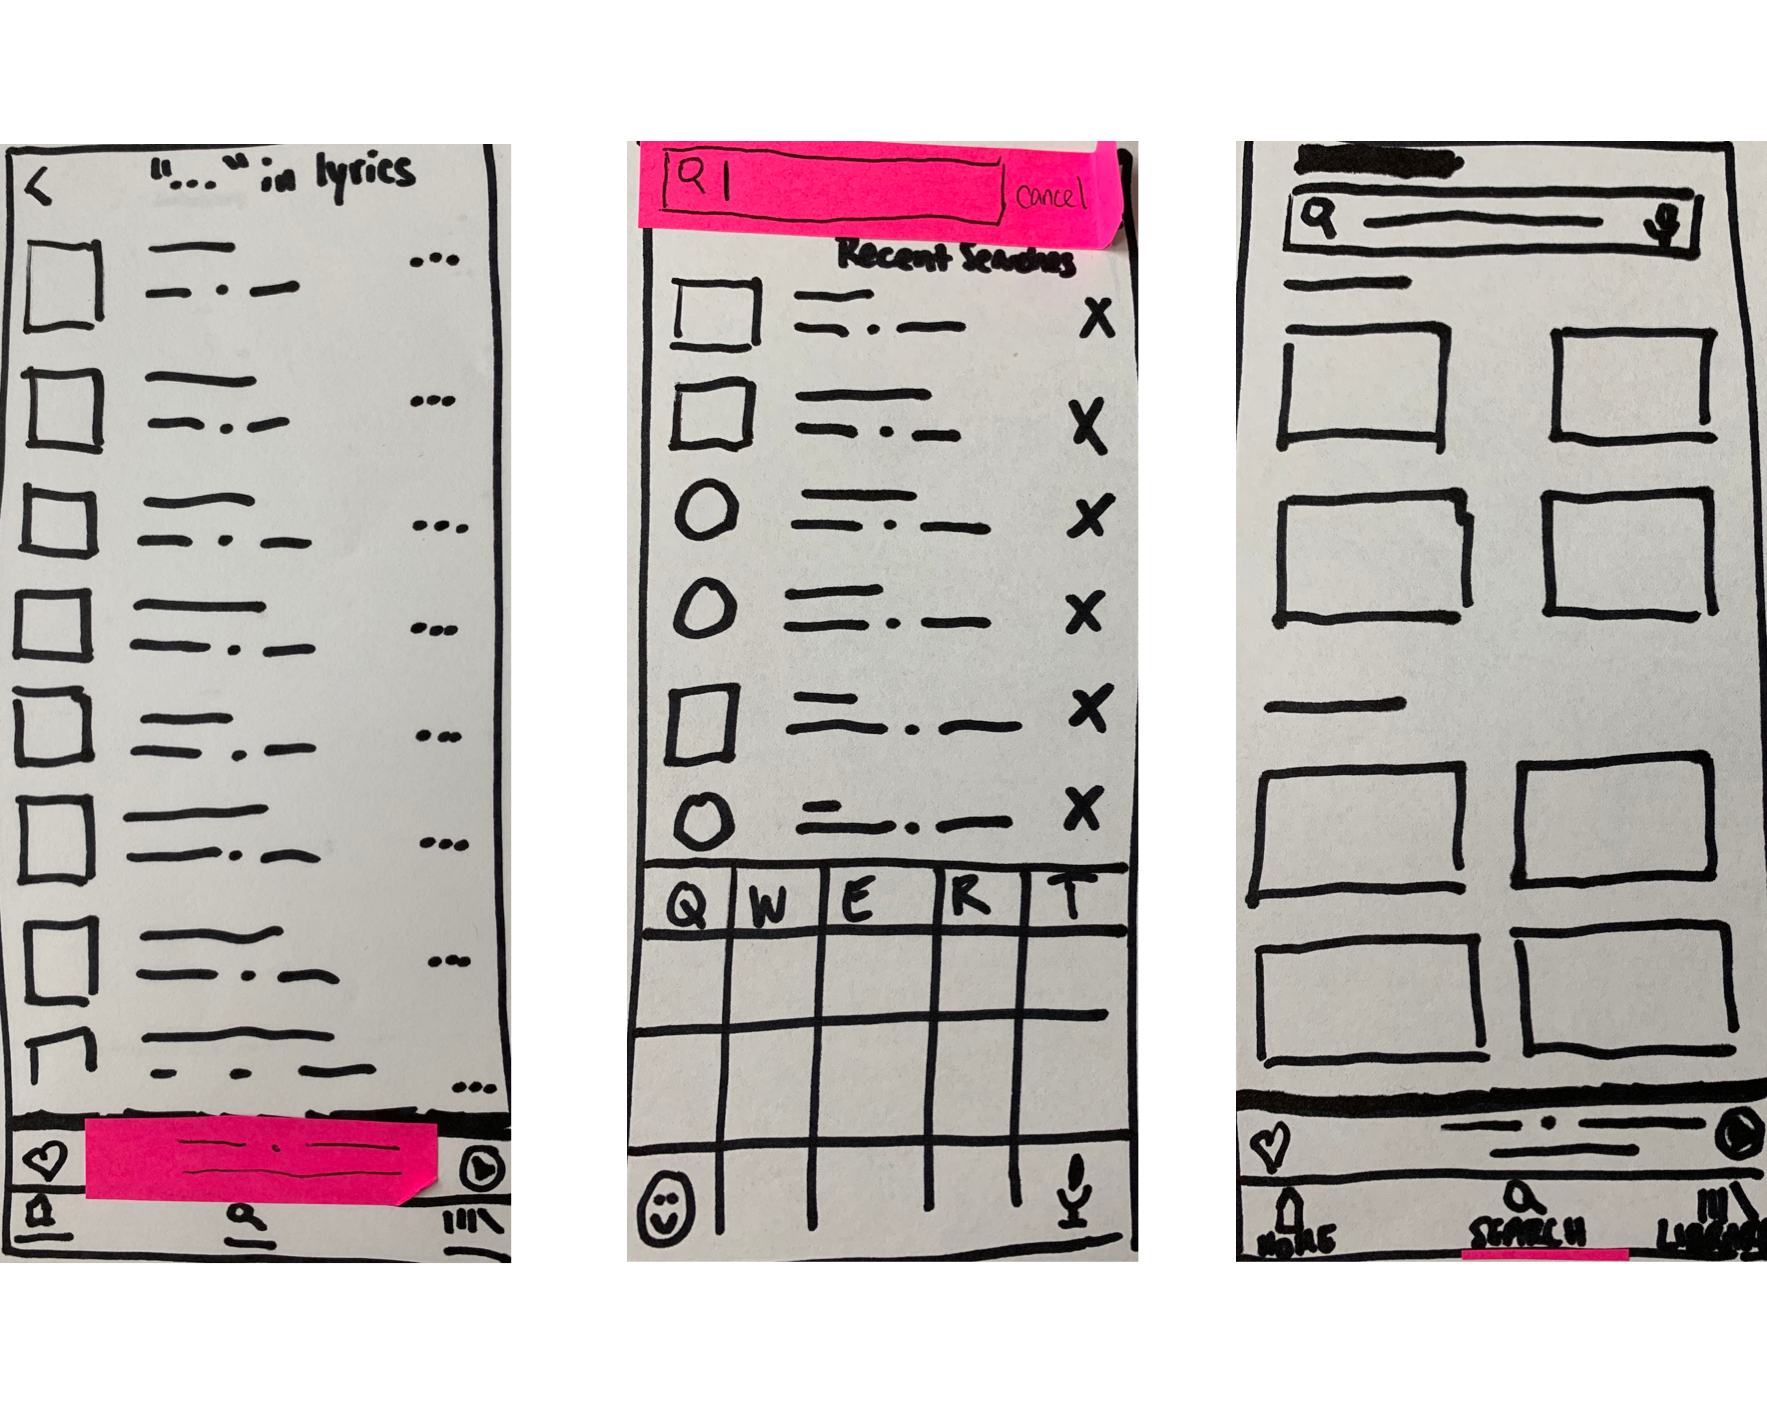 "..." in lyrics
cancel
Recent Searches
Q W E R T
HOME SEARCH LIBRARY